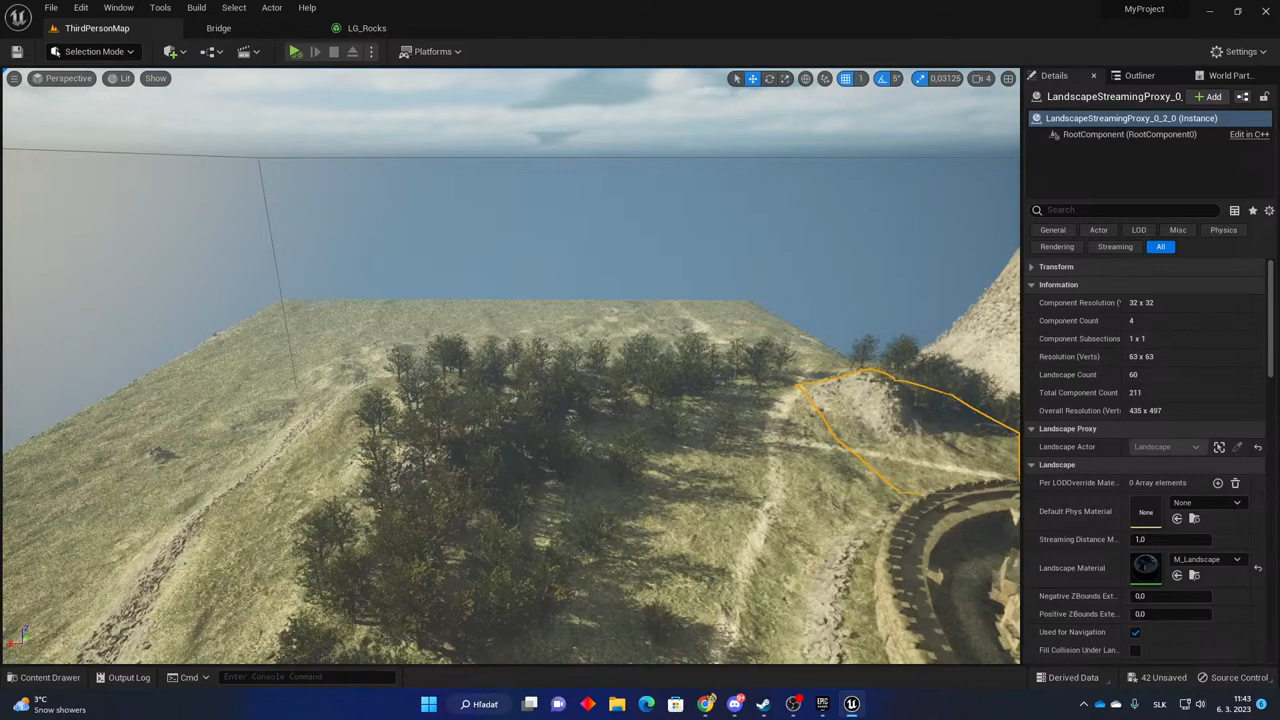 File Edit Window Tools Build Select Actor Help MyProject
ThirdPersonMap Bridge LG_Rocks
Selection Mode Platforms Settings
Perspective Lit Show 1 5° 0,03125 4
Details Outliner World Part...
LandscapeStreamingProxy_0_ Add
LandscapeStreamingProxy_0_2_0 (Instance)
RootComponent (RootComponent0) Edit in C++
Search
General Actor LOD Misc Physics
Rendering Streaming All
Transform
Information
Component Resolution ( 32 x 32
Component Count 4
Component Subsections 1 x 1
Resolution (Verts) 63 x 63
Landscape Count 60
Total Component Count 211
Overall Resolution (Vert 435 x 497
Landscape Proxy
Landscape Actor Landscape
Landscape
Per LODOverride Mate... 0 Array elements
None
Default Phys Material None
Streaming Distance M... 1,0
M_Landscape
Landscape Material
Negative ZBounds Ext... 0,0
Positive ZBounds Exte... 0,0
Used for Navigation
Fill Collision Under Lan...
Z
Content Drawer Output Log Cmd Enter Console Command Derived Data 42 Unsaved Source Control
3°C
Snow showers
Hľadať
EPIC
SLK
11:43
6. 3. 2023